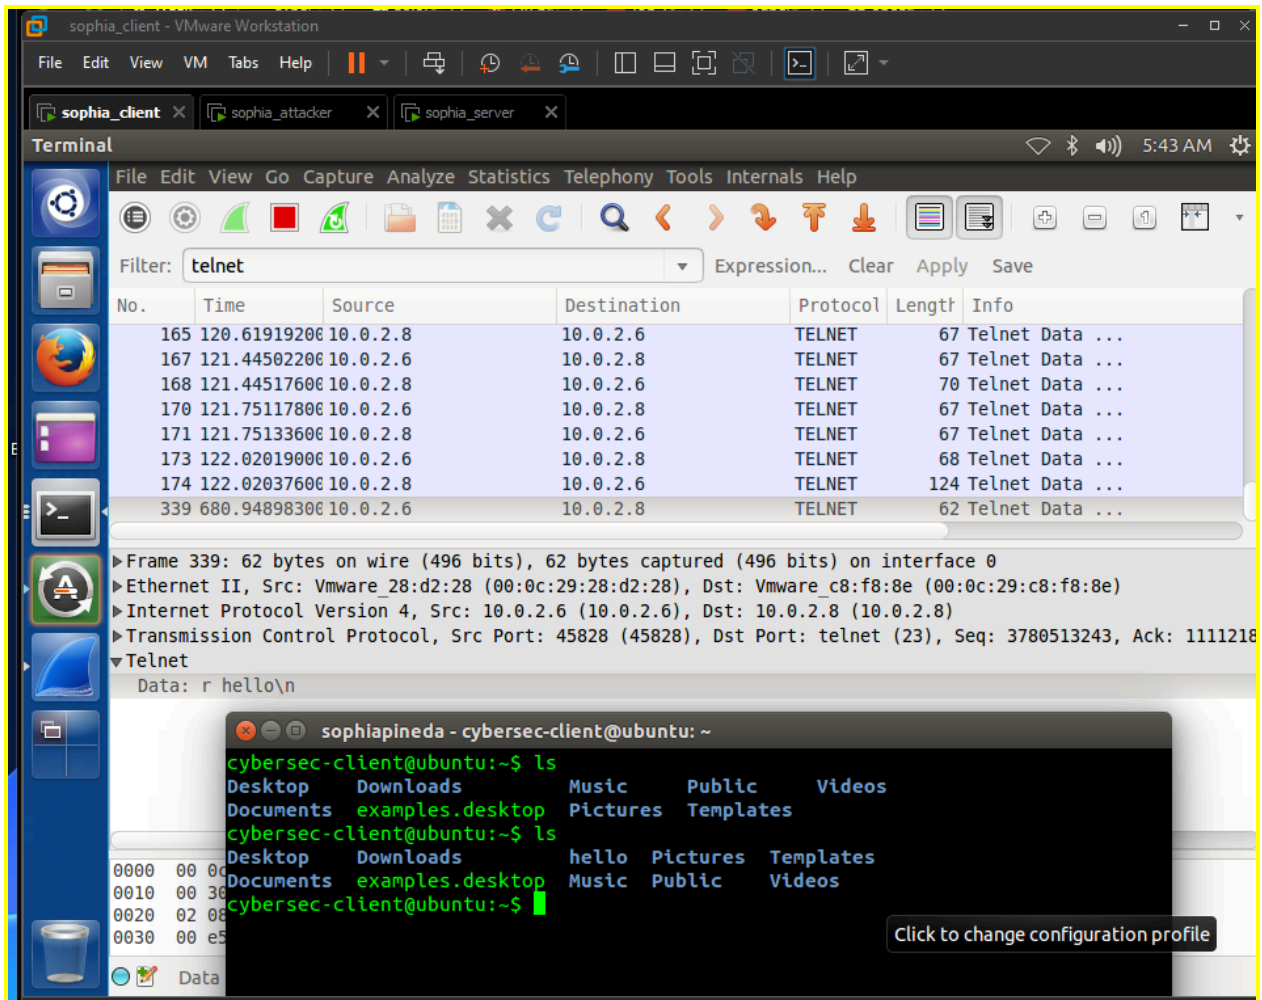 sophia_client - VMware Workstation
File Edit View VM Tabs Help
sophia_client sophia_attacker sophia_server
Terminal 5:43 AM
File Edit View Go Capture Analyze Statistics Telephony Tools Internals Help
Filter: telnet Expression... Clear Apply Save
No. Time Source Destination Protocol Length Info
165 120.61919200 10.0.2.8 10.0.2.6 TELNET 67 Telnet Data ...
167 121.44502200 10.0.2.6 10.0.2.8 TELNET 67 Telnet Data ...
168 121.44517600 10.0.2.8 10.0.2.6 TELNET 70 Telnet Data ...
170 121.75117800 10.0.2.6 10.0.2.8 TELNET 67 Telnet Data ...
171 121.75133600 10.0.2.8 10.0.2.6 TELNET 67 Telnet Data ...
173 122.02019000 10.0.2.6 10.0.2.8 TELNET 68 Telnet Data ...
174 122.02037600 10.0.2.8 10.0.2.6 TELNET 124 Telnet Data ...
339 680.94898300 10.0.2.6 10.0.2.8 TELNET 62 Telnet Data ...
Frame 339: 62 bytes on wire (496 bits), 62 bytes captured (496 bits) on interface 0
Ethernet II, Src: Vmware_28:d2:28 (00:0c:29:28:d2:28), Dst: Vmware_c8:f8:8e (00:0c:29:c8:f8:8e)
Internet Protocol Version 4, Src: 10.0.2.6 (10.0.2.6), Dst: 10.0.2.8 (10.0.2.8)
Transmission Control Protocol, Src Port: 45828 (45828), Dst Port: telnet (23), Seq: 3780513243, Ack: 1111218
Telnet
Data: r hello\n
sophiapineda - cybersec-client@ubuntu: ~
cybersec-client@ubuntu:~$ ls
Desktop Downloads Music Public Videos
Documents examples.desktop Pictures Templates
cybersec-client@ubuntu:~$ ls
Desktop Downloads hello Pictures Templates
Documents examples.desktop Music Public Videos
cybersec-client@ubuntu:~$
0000 00 0c
0010 00 30
0020 02 08
0030 00 e5
Click to change configuration profile
Data